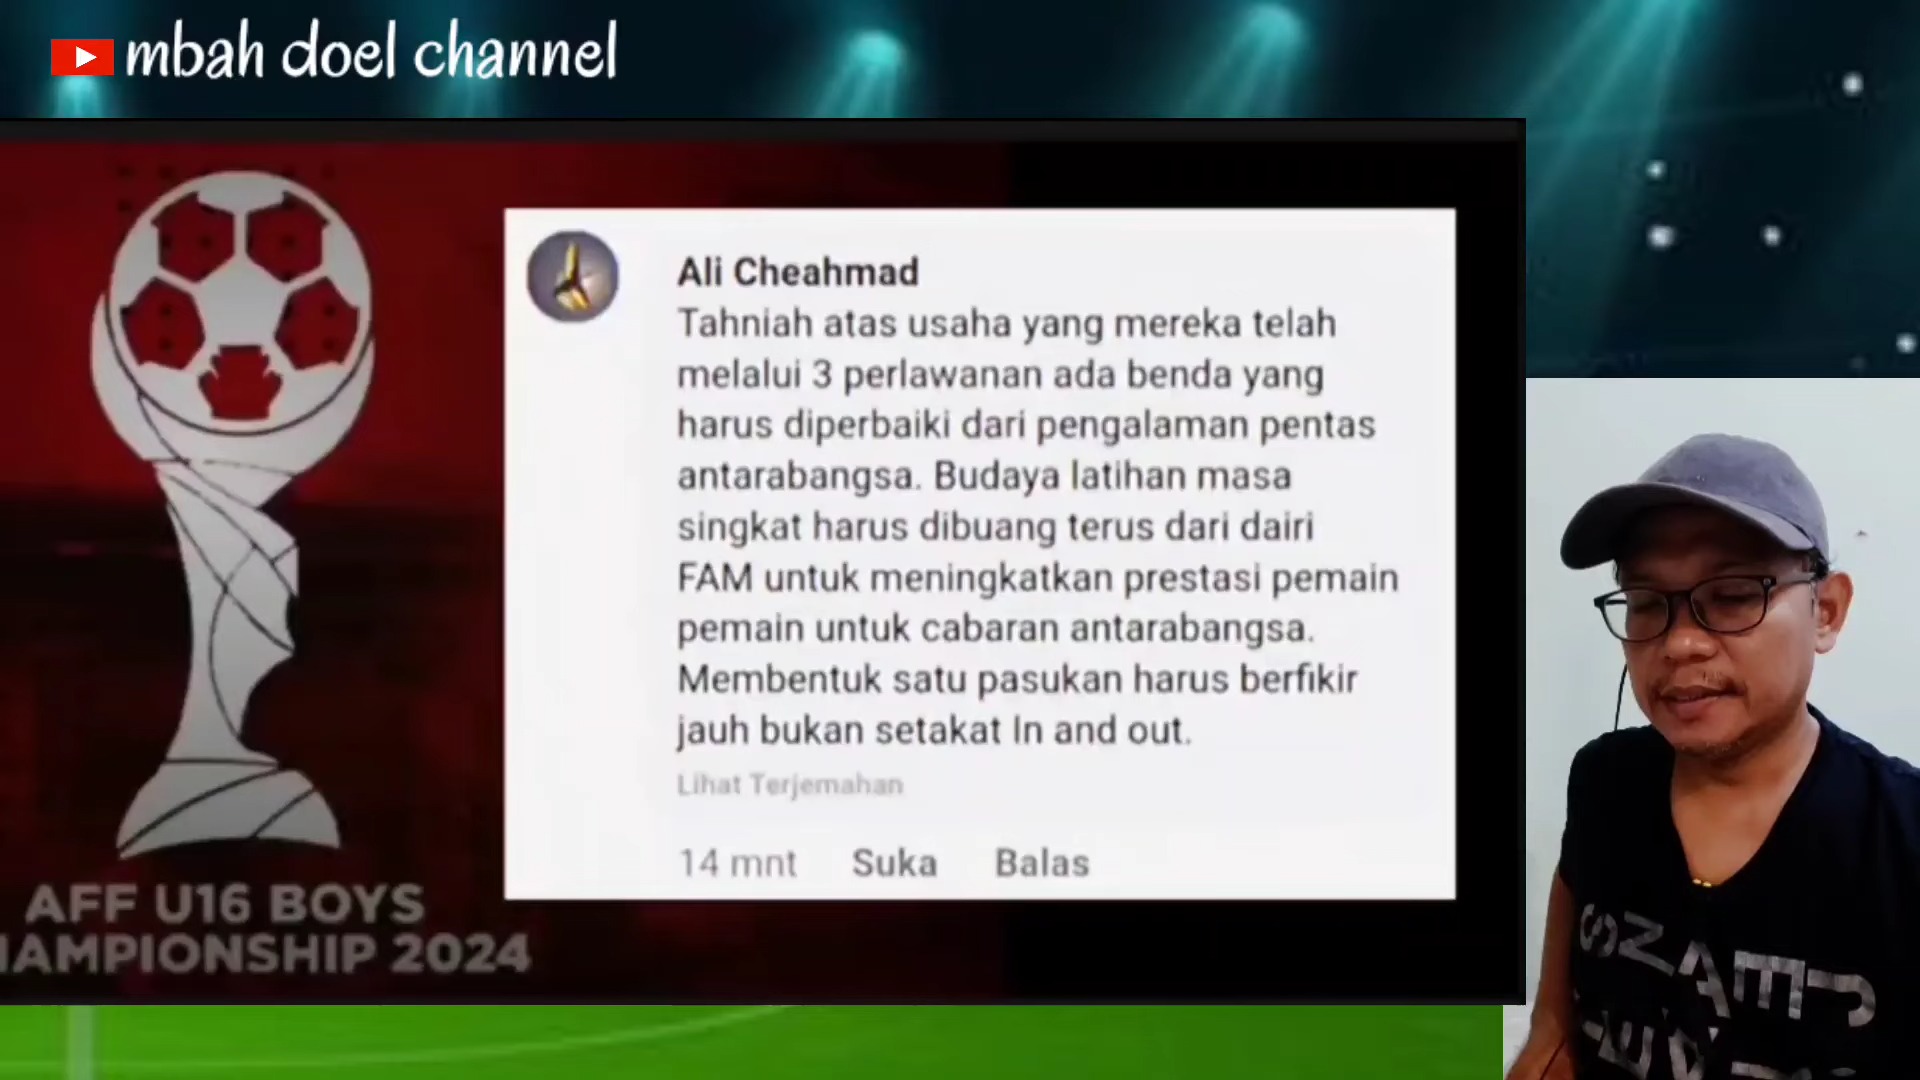 mbah doel channel
Ali Cheahmad
Tahniah atas usaha yang mereka telah
melalui 3 perlawanan ada benda yang
harus diperbaiki dari pengalaman pentas
antarabangsa. Budaya latihan masa
singkat harus dibuang terus dari dairi
FAM untuk meningkatkan prestasi pemain
pemain untuk cabaran antarabangsa.
Membentuk satu pasukan harus berfikir
jauh bukan setakat In and out.
Lihat Terjemahan
14 mnt Suka Balas
AFF U16 BOYS
HAMPIONSHIP 2024